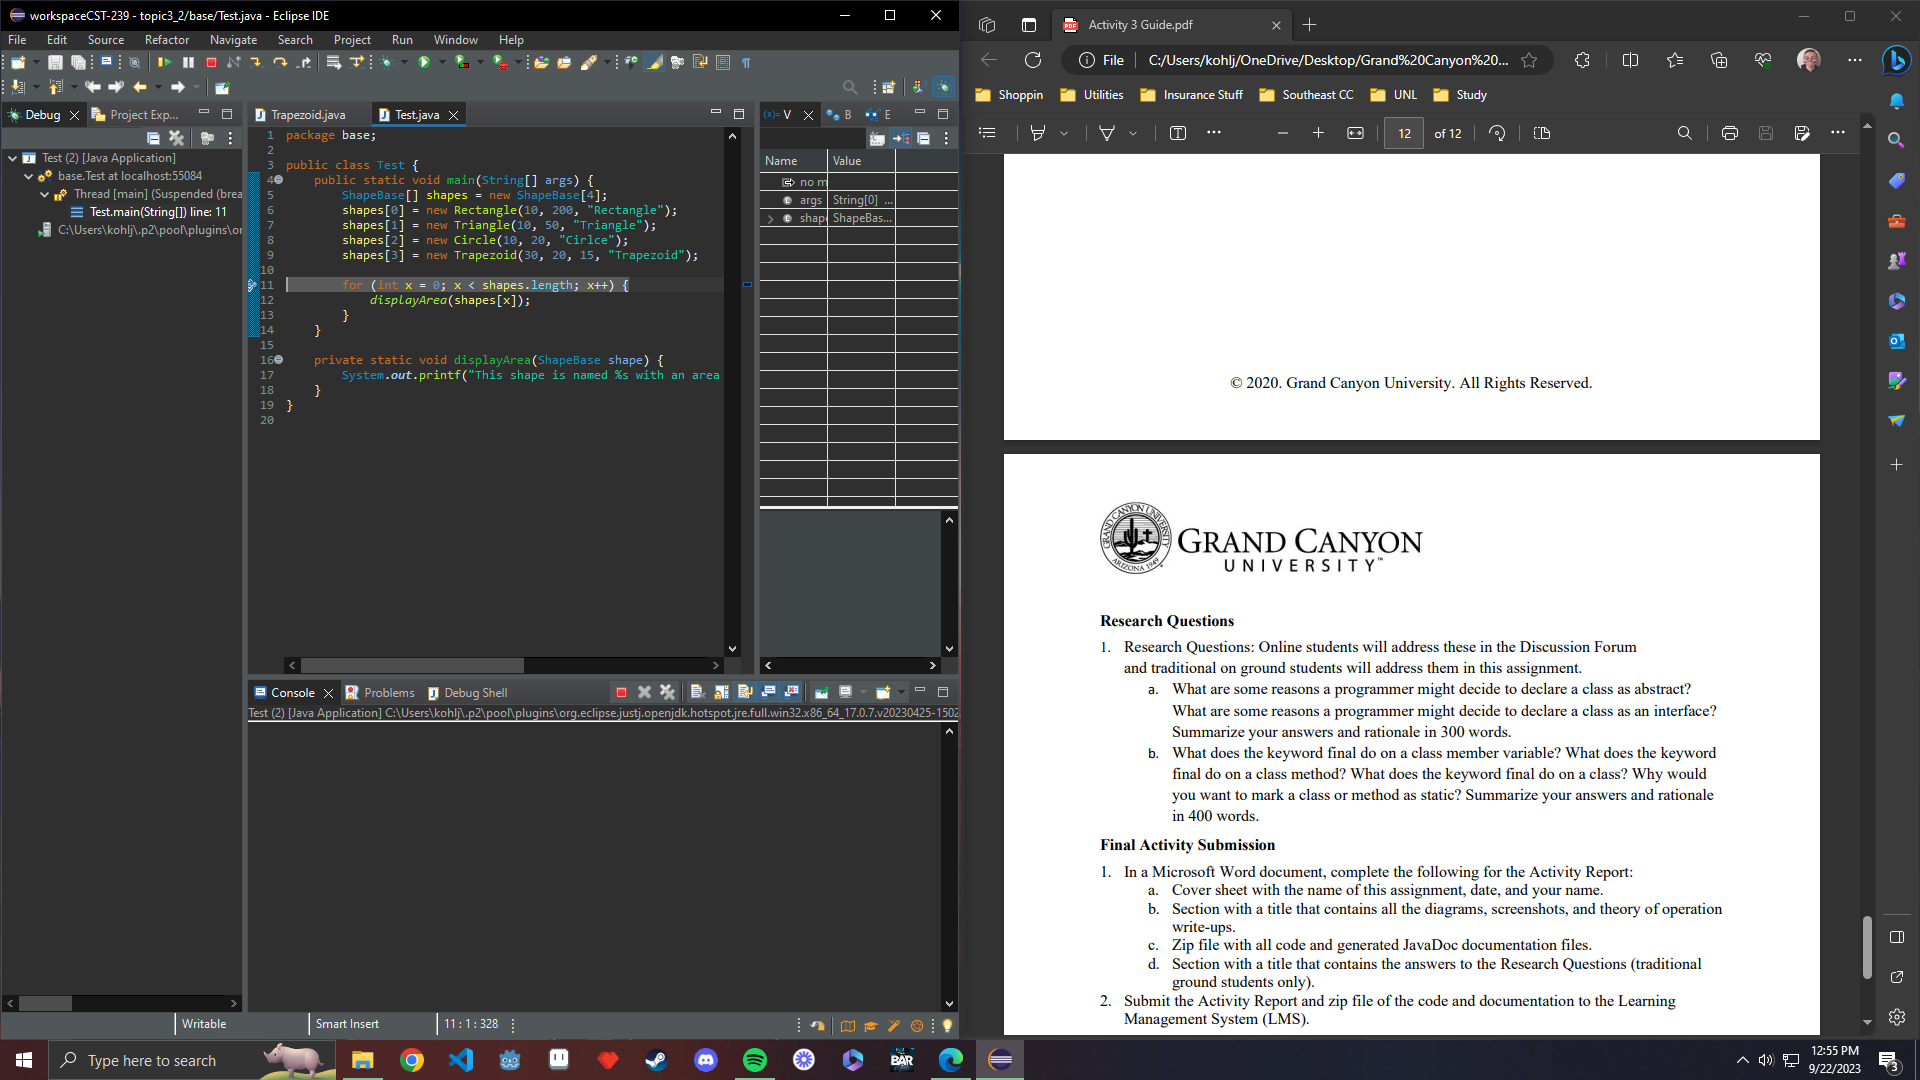 workspaceCST-239 - topic3_2/base/Test.java - Eclipse IDE
File Edit Source Refactor Navigate Search Project Run Window Help
Debug
Project Exp...
Test (2) [Java Application]
base.Test at localhost:55084
Thread [main] (Suspended (brea
Test.main(String[]) line: 11
C:\Users\kohlj\.p2\pool\plugins\or
Trapezoid.java
Test.java
1 package base;
2
3 public class Test {
4 public static void main(String[] args) {
5 ShapeBase[] shapes = new ShapeBase[4];
6 shapes[0] = new Rectangle(10, 200, "Rectangle");
7 shapes[1] = new Triangle(10, 50, "Triangle");
8 shapes[2] = new Circle(10, 20, "Cirlce");
9 shapes[3] = new Trapezoid(30, 20, 15, "Trapezoid");
10
11 for (int x = 0; x < shapes.length; x++) {
12 displayArea(shapes[x]);
13 }
14 }
15
16 private static void displayArea(ShapeBase shape) {
17 System.out.printf("This shape is named %s with an area
18 }
19 }
20
(x)= V
B
E
Name Value
no m
args String[0] ...
shap ShapeBas...
Console Problems Debug Shell
Test (2) [Java Application] C:\Users\kohlj\.p2\pool\plugins\org.eclipse.justj.openjdk.hotspot.jre.full.win32.x86_64_17.0.7.v20230425-1502
Writable Smart Insert 11 : 1 : 328
Activity 3 Guide.pdf
File C:/Users/kohlj/OneDrive/Desktop/Grand%20Canyon%20...
Shoppin Utilities Insurance Stuff Southeast CC UNL Study
12 of 12
© 2020. Grand Canyon University. All Rights Reserved.
GRAND CANYON UNIVERSITY
ARIZONA 1949
GRAND CANYON
UNIVERSITY™
Research Questions
1. Research Questions: Online students will address these in the Discussion Forum
and traditional on ground students will address them in this assignment.
a. What are some reasons a programmer might decide to declare a class as abstract?
What are some reasons a programmer might decide to declare a class as an interface?
Summarize your answers and rationale in 300 words.
b. What does the keyword final do on a class member variable? What does the keyword
final do on a class method? What does the keyword final do on a class? Why would
you want to mark a class or method as static? Summarize your answers and rationale
in 400 words.
Final Activity Submission
1. In a Microsoft Word document, complete the following for the Activity Report:
a. Cover sheet with the name of this assignment, date, and your name.
b. Section with a title that contains all the diagrams, screenshots, and theory of operation
write-ups.
c. Zip file with all code and generated JavaDoc documentation files.
d. Section with a title that contains the answers to the Research Questions (traditional
ground students only).
2. Submit the Activity Report and zip file of the code and documentation to the Learning
Management System (LMS).
Type here to search
BAR
12:55 PM
9/22/2023
3